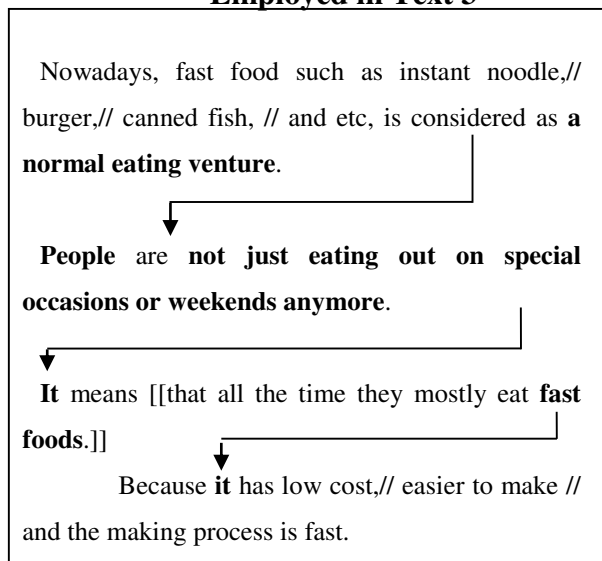 Employed in Text 3
Nowadays, fast food such as instant noodle,//
burger,// canned fish, // and etc, is considered as a
normal eating venture.
People are not just eating out on special
occasions or weekends anymore.
It means [[that all the time they mostly eat fast
foods.]]
Because it has low cost,// easier to make //
and the making process is fast.